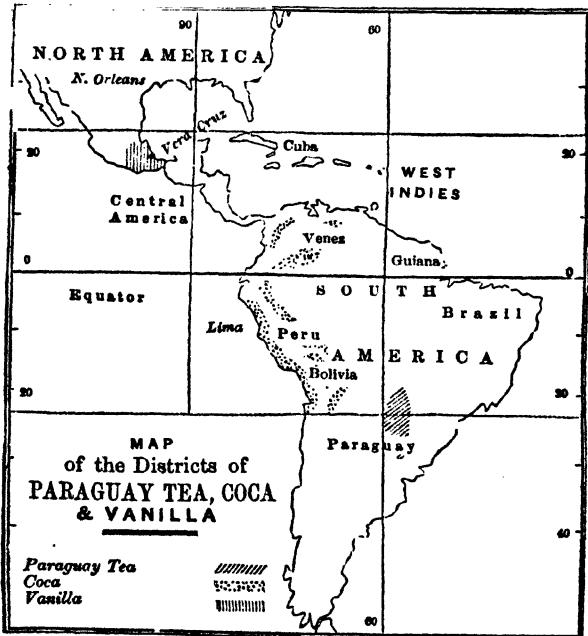 90
60
NORTH AMERICA
N. Orleans
Vera Cruz
20
Cuba
20
WEST
INDIES
Central
America
Venez
Guiana
0
0
Equator
SOUTH
Brazil
Lima
Peru
AMERICA
Bolivia
20
20
Paraguay
MAP
of the Districts of
PARAGUAY TEA, COCA
& VANILLA
40
Paraguay Tea
Coca
Vanilla
60